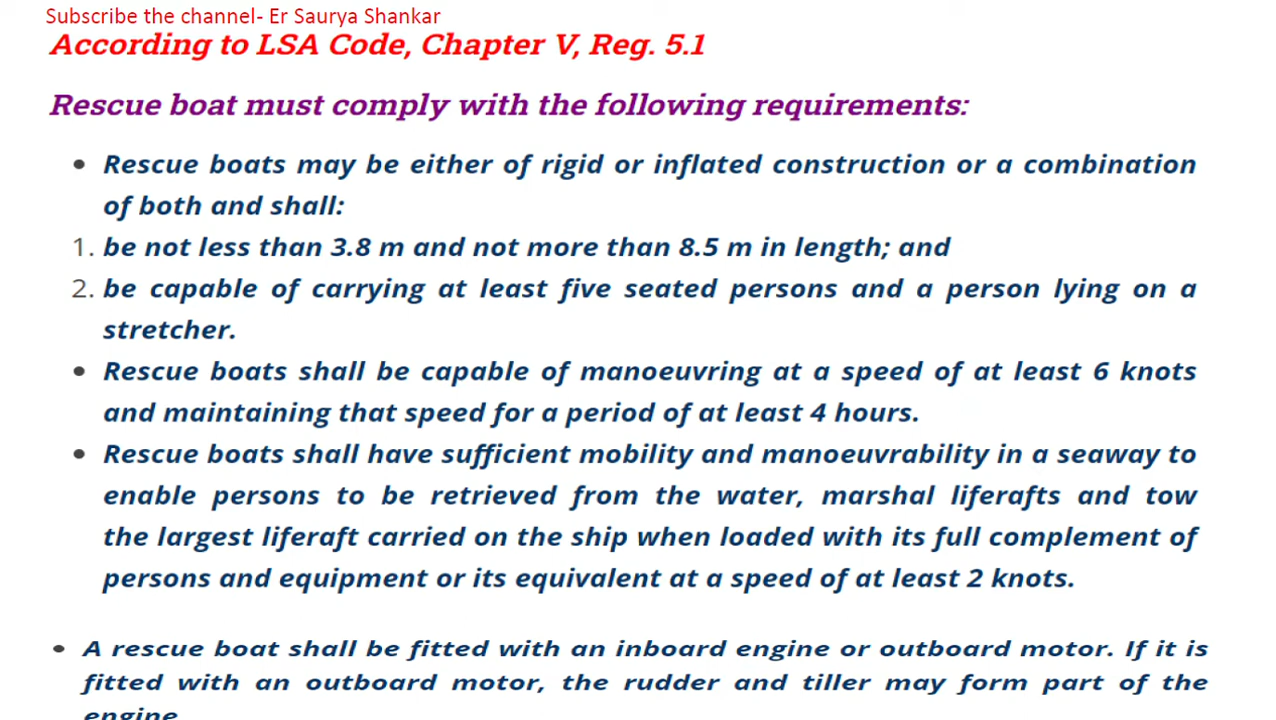 Subscribe the channel- Er Saurya Shankar
According to LSA Code, Chapter V, Reg. 5.1
Rescue boat must comply with the following requirements:
• Rescue boats may be either of rigid or inflated construction or a combination
of both and shall:
1. be not less than 3.8 m and not more than 8.5 m in length; and
2. be capable of carrying at least five seated persons and a person lying on a
stretcher.
• Rescue boats shall be capable of manoeuvring at a speed of at least 6 knots
and maintaining that speed for a period of at least 4 hours.
• Rescue boats shall have sufficient mobility and manoeuvrability in a seaway to
enable persons to be retrieved from the water, marshal liferafts and tow
the largest liferaft carried on the ship when loaded with its full complement of
persons and equipment or its equivalent at a speed of at least 2 knots.
• A rescue boat shall be fitted with an inboard engine or outboard motor. If it is
fitted with an outboard motor, the rudder and tiller may form part of the
engine